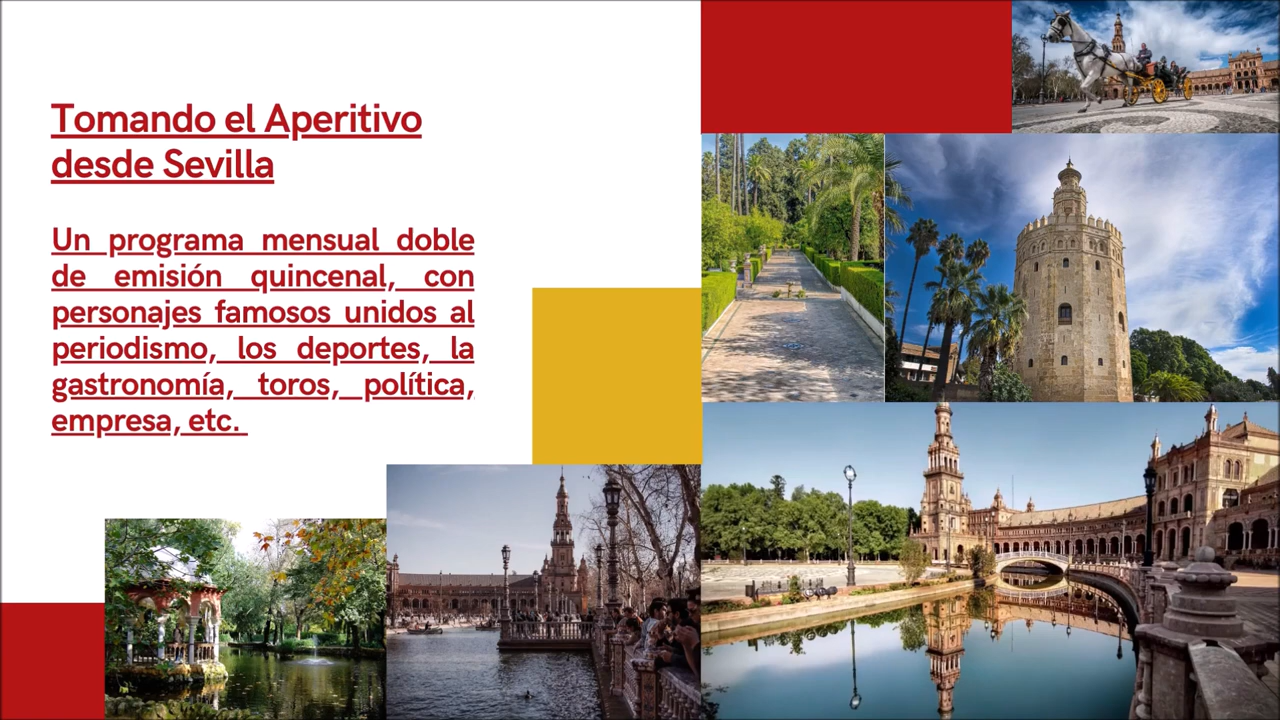 Tomando el Aperitivo
desde Sevilla
Un programa mensual doble
de emisión quincenal, con
personajes famosos unidos al
periodismo, los deportes, la
gastronomía, toros, política,
empresa, etc.